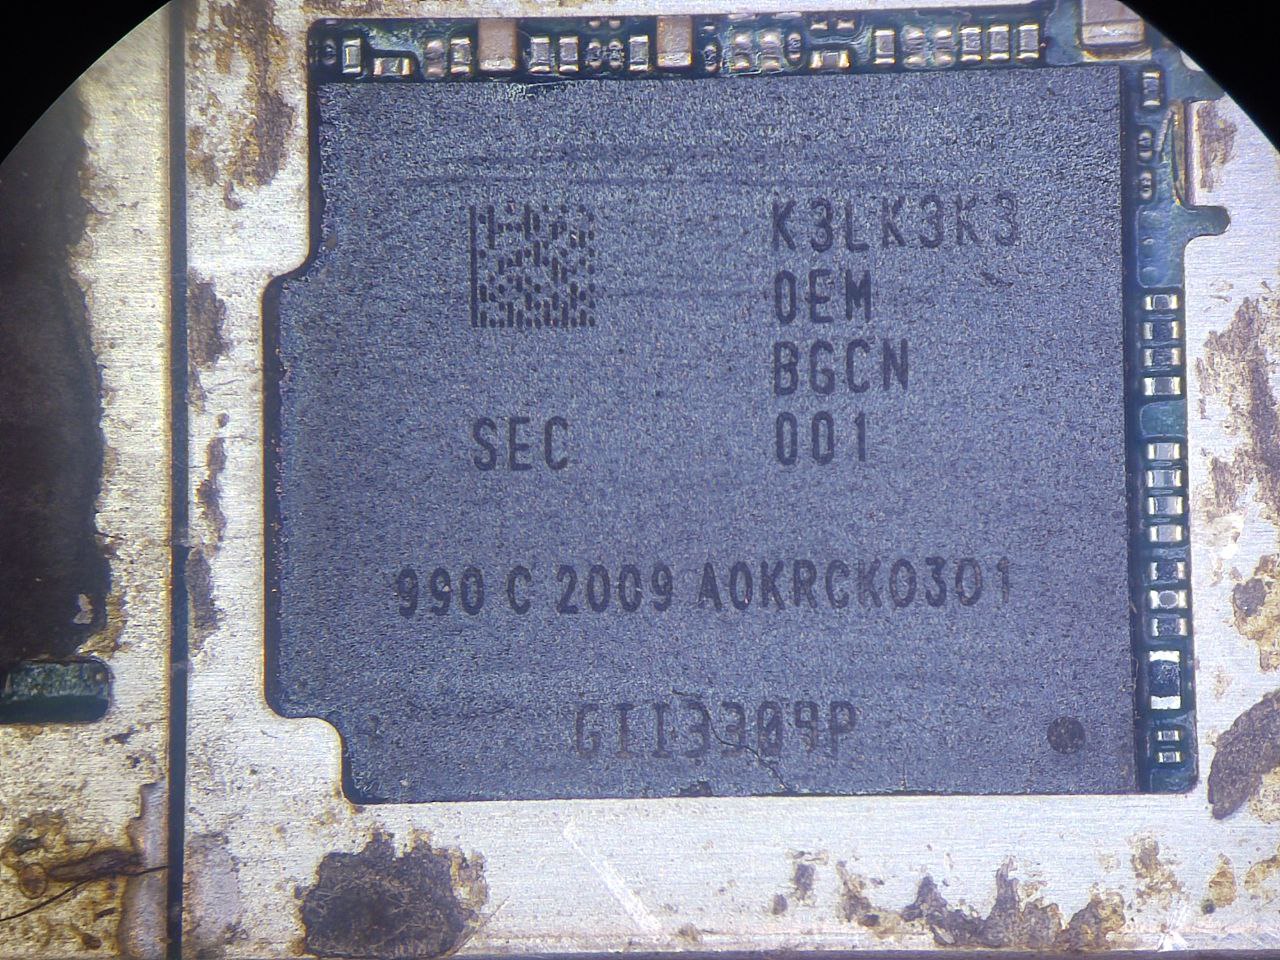 K3LK3K3
0EM
BGCN
SEC 001
990 C 2009 A0KRCK0301
GII3309P